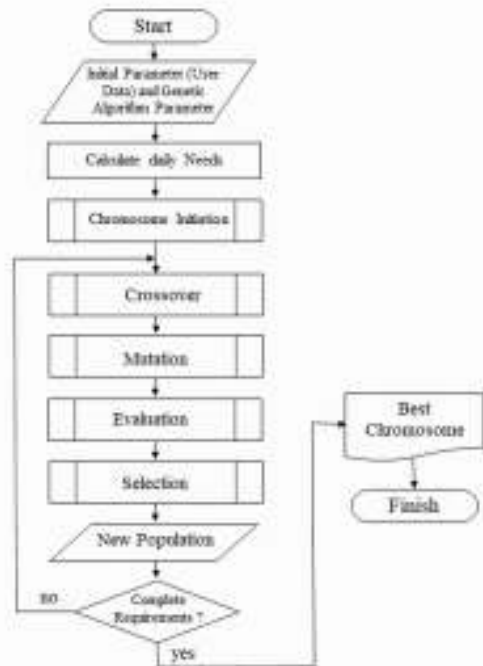 Start
Initial Parameter (User
Data) and Genetic
Algorithm Parameter
Calculate daily Needs
Chromosome Initiation
Crossover
Mutation
Evaluation
Selection
New Population
Complete
Requirements ?
no
yes
Best
Chromosome
Finish